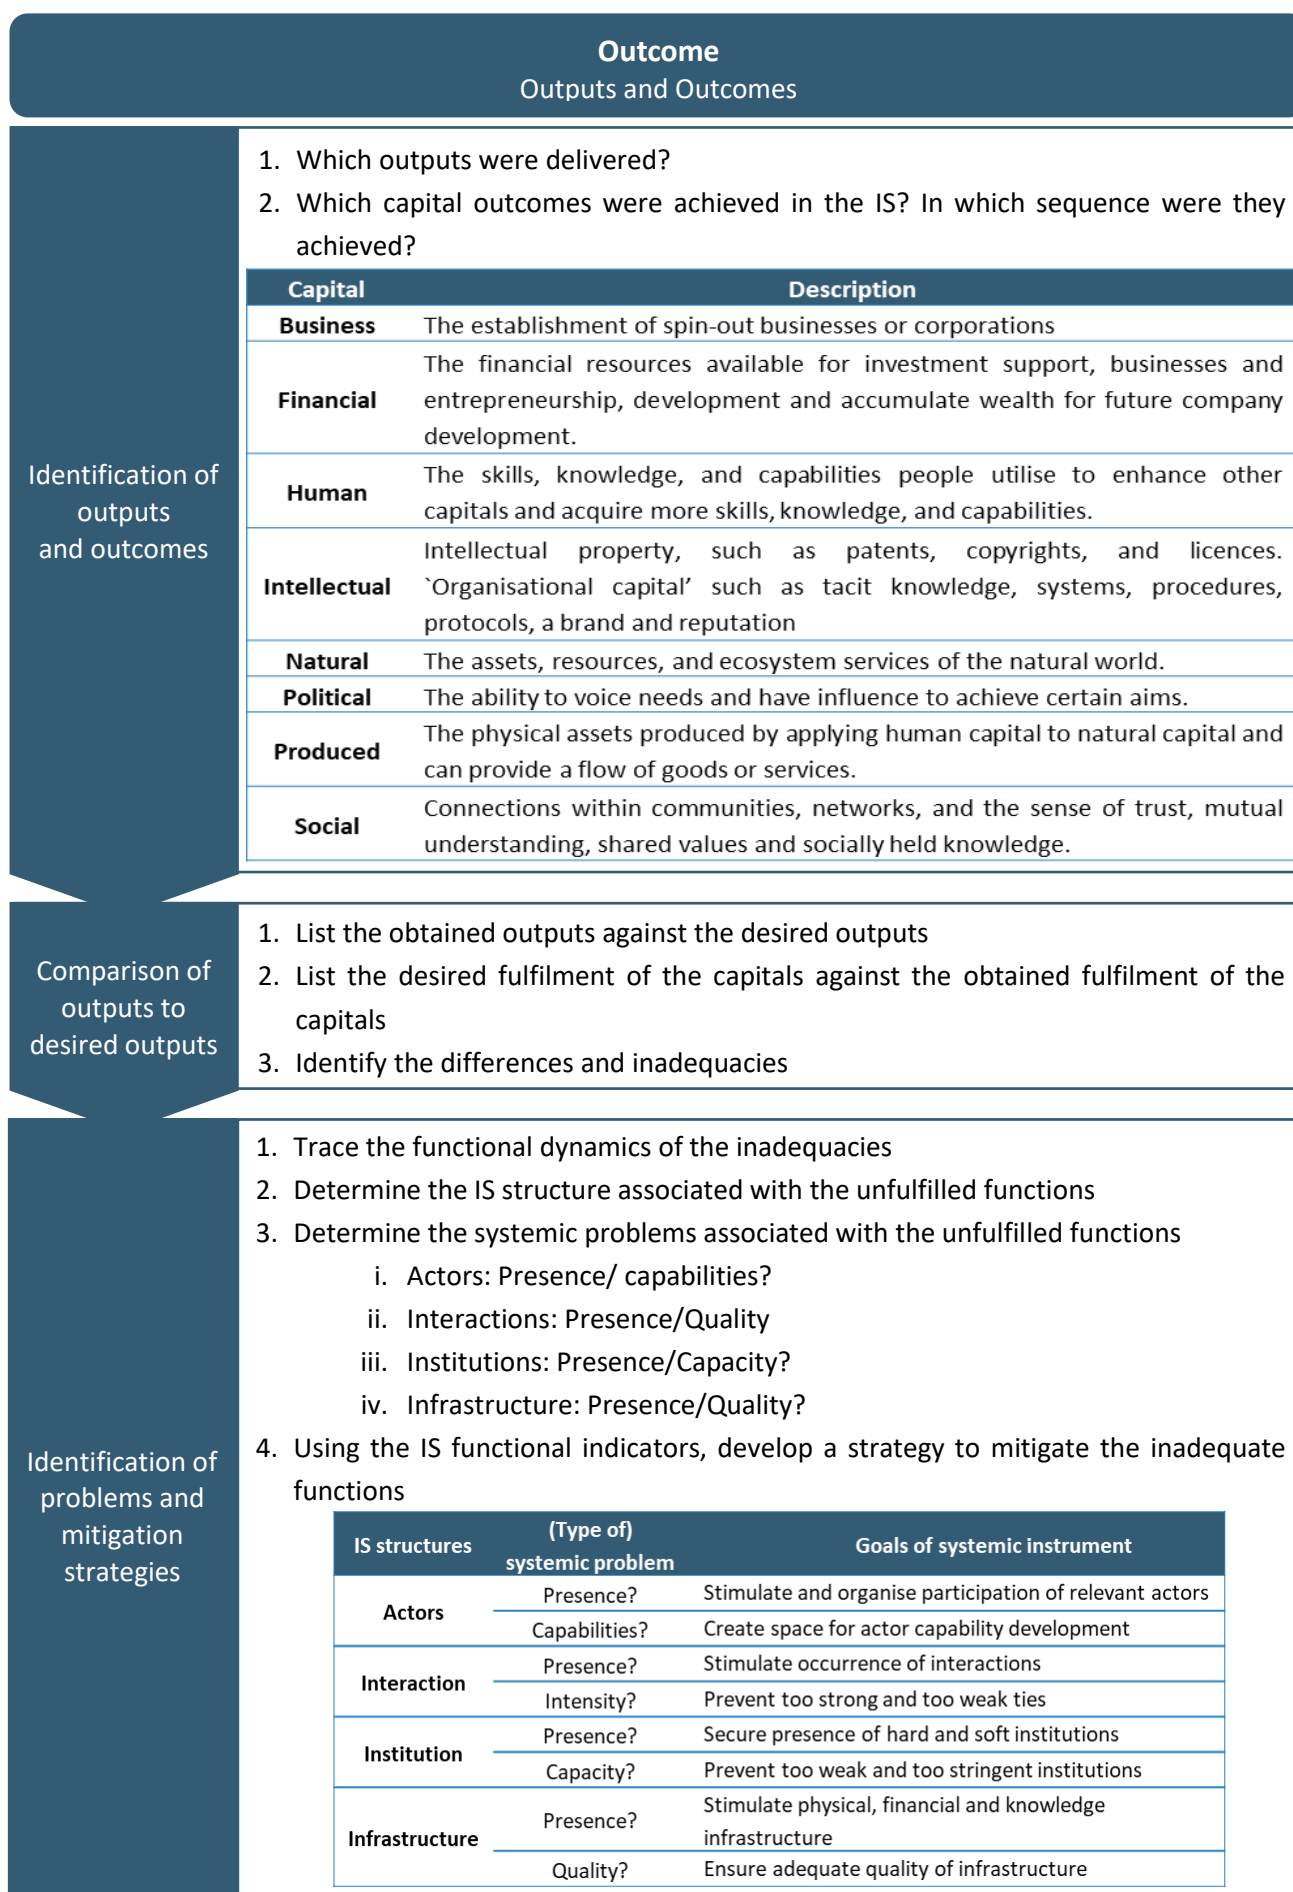 Outcome
Outputs and Outcomes
Identification of
outputs
and outcomes
1. Which outputs were delivered?
2. Which capital outcomes were achieved in the IS? In which sequence were they
achieved?
Capital Description
Business The establishment of spin-out businesses or corporations
Financial
The financial resources available for investment support, businesses and
entrepreneurship, development and accumulate wealth for future company
development.
Human
The skills, knowledge, and capabilities people utilise to enhance other
capitals and acquire more skills, knowledge, and capabilities.
Intellectual
Intellectual property, such as patents, copyrights, and licences.
`Organisational capital’ such as tacit knowledge, systems, procedures,
protocols, a brand and reputation
Natural The assets, resources, and ecosystem services of the natural world.
Political The ability to voice needs and have influence to achieve certain aims.
Produced
The physical assets produced by applying human capital to natural capital and
can provide a flow of goods or services.
Social
Connections within communities, networks, and the sense of trust, mutual
understanding, shared values and socially held knowledge.
Comparison of
outputs to
desired outputs
1. List the obtained outputs against the desired outputs
2. List the desired fulfilment of the capitals against the obtained fulfilment of the
capitals
3. Identify the differences and inadequacies
Identification of
problems and
mitigation
strategies
1. Trace the functional dynamics of the inadequacies
2. Determine the IS structure associated with the unfulfilled functions
3. Determine the systemic problems associated with the unfulfilled functions
i. Actors: Presence/ capabilities?
ii. Interactions: Presence/Quality
iii. Institutions: Presence/Capacity?
iv. Infrastructure: Presence/Quality?
4. Using the IS functional indicators, develop a strategy to mitigate the inadequate
functions
IS structures
(Type of)
systemic problem
Goals of systemic instrument
Actors
Presence? Stimulate and organise participation of relevant actors
Capabilities? Create space for actor capability development
Interaction
Presence? Stimulate occurrence of interactions
Intensity? Prevent too strong and too weak ties
Institution
Presence? Secure presence of hard and soft institutions
Capacity? Prevent too weak and too stringent institutions
Infrastructure
Presence?
Stimulate physical, financial and knowledge
infrastructure
Quality? Ensure adequate quality of infrastructure